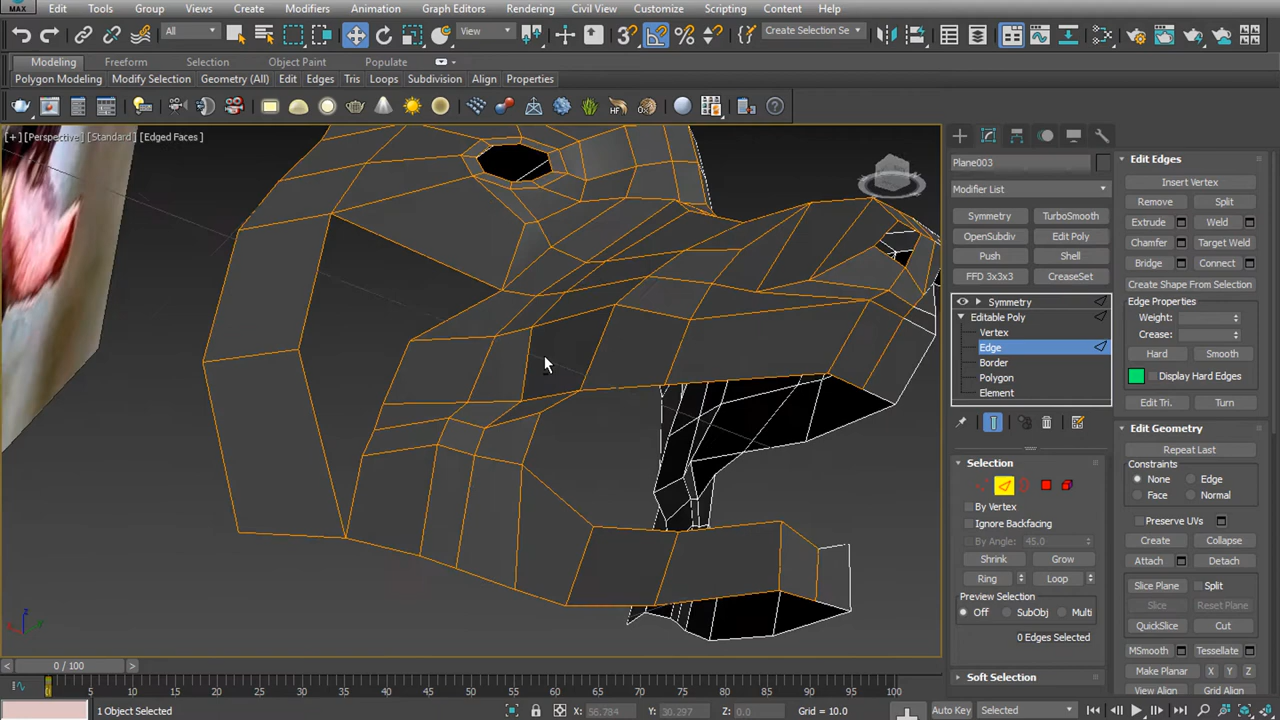 MAX Edit Tools Group Views Create Modifiers Animation Graph Editors Rendering Civil View Customize Scripting Content Help
All View Create Selection Se
Modeling Freeform Selection Object Paint Populate
Polygon Modeling Modify Selection Geometry (All) Edit Edges Tris Loops Subdivision Align Properties
[+] [Perspective] [Standard] [Edged Faces]
Plane003
Modifier List
Symmetry TurboSmooth
OpenSubdiv Edit Poly
Push Shell
FFD 3x3x3 CreaseSet
Symmetry
Editable Poly
Vertex
Edge
Border
Polygon
Element
Selection
By Vertex
Ignore Backfacing
By Angle: 45.0
Shrink Grow
Ring Loop
Preview Selection
Off SubObj Multi
0 Edges Selected
Soft Selection
Edit Edges
Insert Vertex
Remove Split
Extrude Weld
Chamfer Target Weld
Bridge Connect
Create Shape From Selection
Edge Properties
Weight:
Crease:
Hard Smooth
Display Hard Edges
Edit Tri. Turn
Edit Geometry
Repeat Last
Constraints
None Edge
Face Normal
Preserve UVs
Create Collapse
Attach Detach
Slice Plane Split
Slice Reset Plane
QuickSlice Cut
MSmooth Tessellate
Make Planar X Y Z
View Align Grid Align
0 / 100
0 5 10 15 20 25 30 35 40 45 50 55 60 65 70 75 80 85 90 95 100
1 Object Selected X: 56.784 Y: 30.297 Z: 0.0 Grid = 10.0 Auto Key Selected